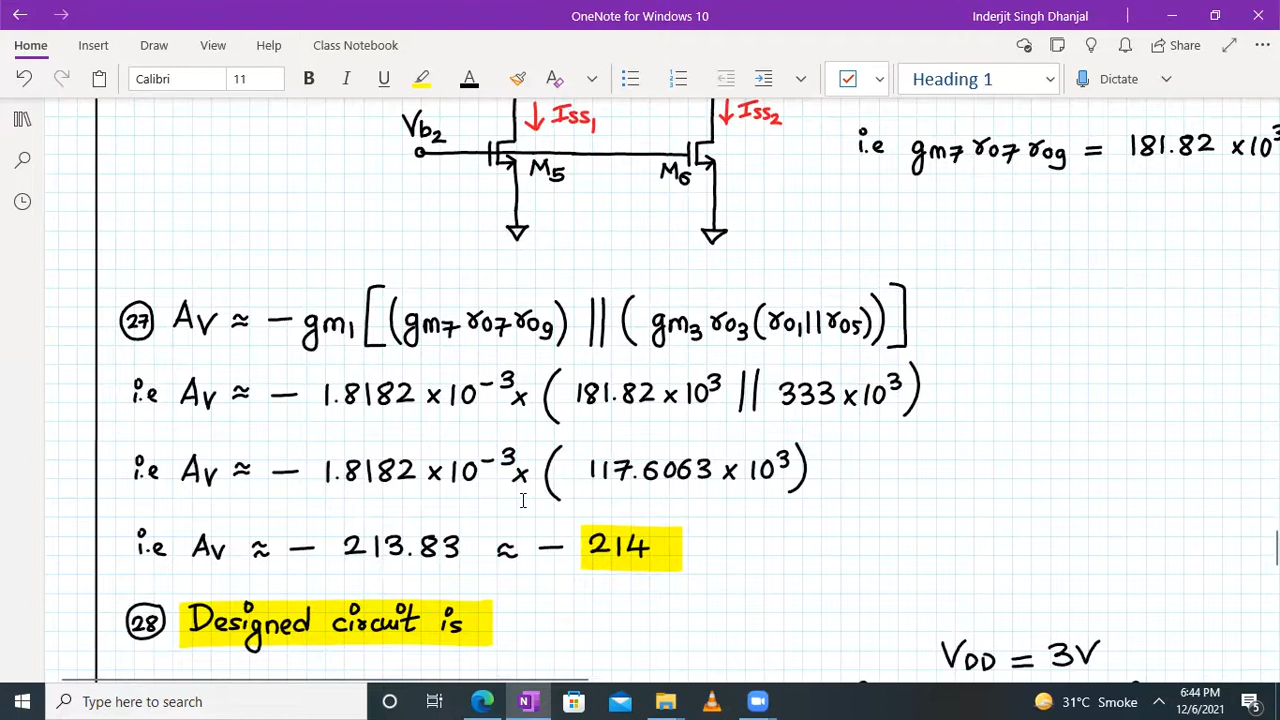 OneNote for Windows 10
Inderjit Singh Dhanjal
Home Insert Draw View Help Class Notebook
Share
Calibri 11 B I U A Heading 1 Dictate
Vb2
Iss1
Iss2
M5
M6
i.e gm7 ro7 ro9 = 181.82 ×10³
27 Av ≈ − gm1 [(gm7 ro7 ro9) || (gm3 ro3 (ro1||ro5))]
i.e Av ≈ − 1.8182 ×10⁻³ × (181.82 ×10³ || 333 ×10³)
i.e Av ≈ − 1.8182 ×10⁻³ × (117.6063 × 10³)
i.e Av ≈ − 213.83 ≈ − 214
28 Designed circuit is
VDD = 3V
Type here to search
31°C Smoke
6:44 PM
12/6/2021
5